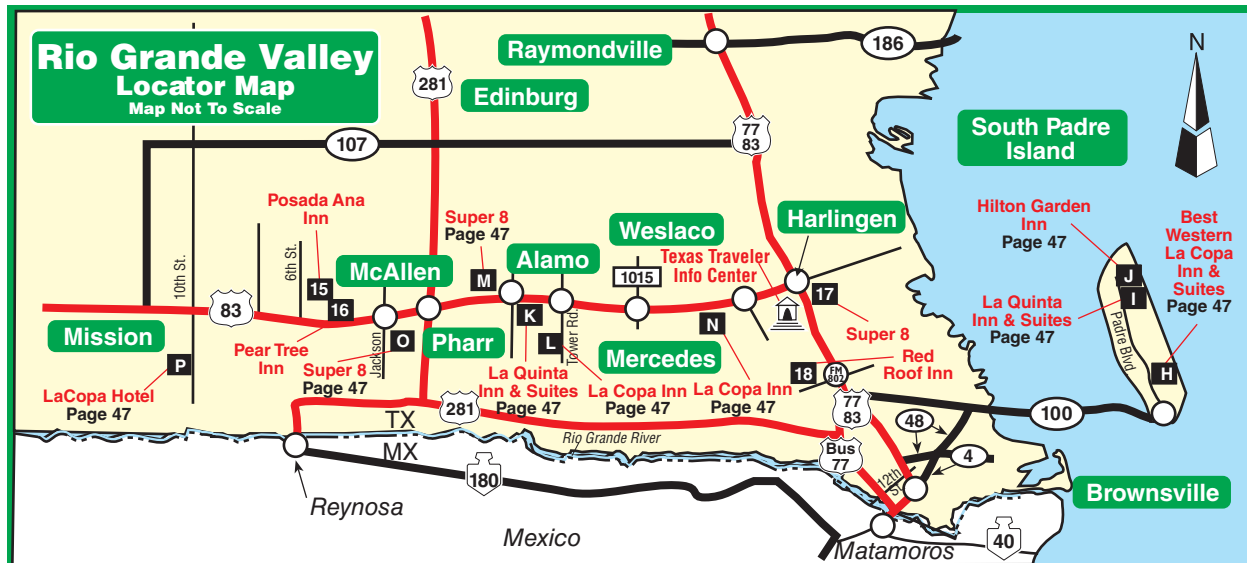 Rio Grande Valley
Locator Map
Map Not To Scale
Raymondville
186
N
281
Edinburg
77
83
South Padre
Island
107
Posada Ana
Inn
Super 8
Page 47
Hilton Garden
Inn
Page 47
Best
Western
La Copa
Inn &
Suites
Page 47
10th St.
6th St.
McAllen
Alamo
Weslaco
Harlingen
1015
Texas Traveler
Info Center
M
J
I
15
16
17
83
K
La Quinta
Inn & Suites
Page 47
Padre Blvd
Mission
Pear Tree
Inn
Jackson
O
Pharr
L
Tower Rd.
Mercedes
N
Super 8
P
Super 8
Page 47
La Quinta
Inn & Suites
Page 47
La Copa Inn
Page 47
La Copa Inn
Page 47
18
FM
802
Red
Roof Inn
H
LaCopa Hotel
Page 47
281
77
83
100
TX
Rio Grande River
48
MX
Bus
77
4
12th
St.
180
Reynosa
Brownsville
Mexico
Matamoros
40